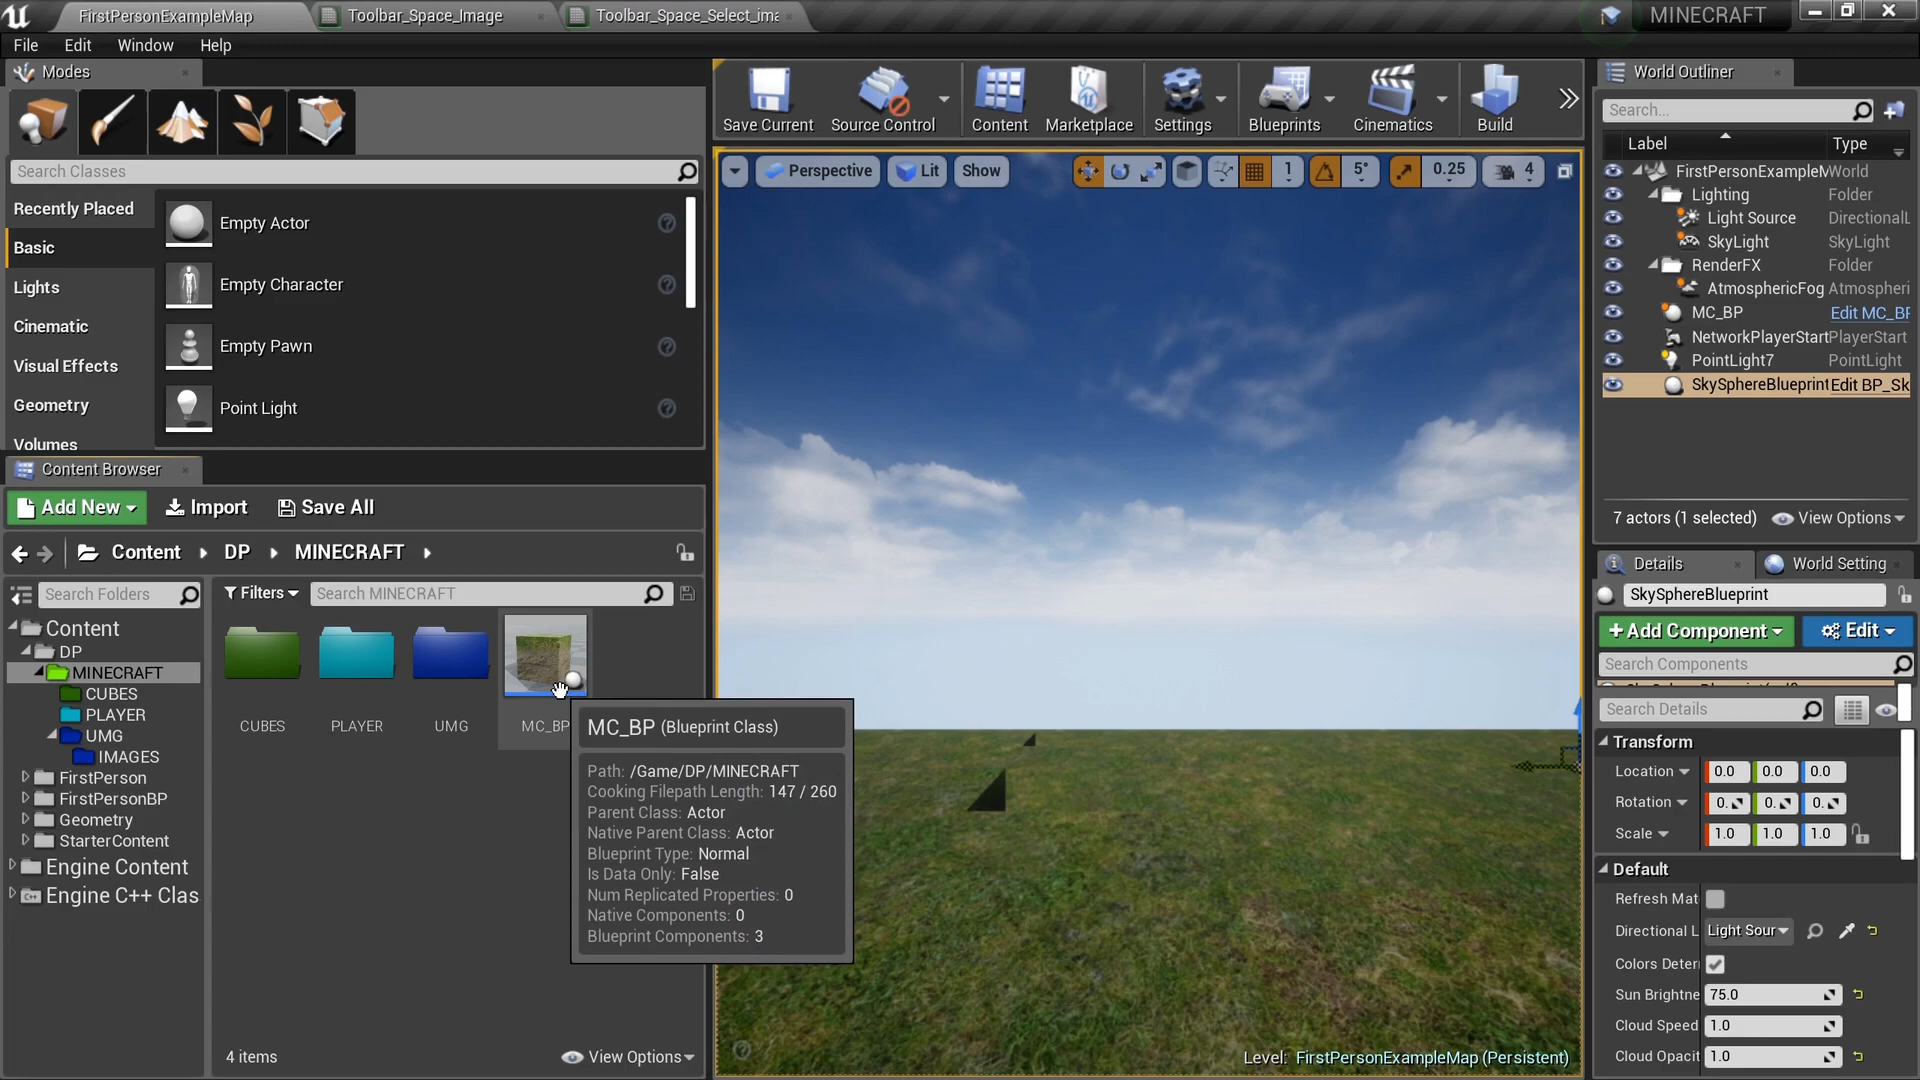 FirstPersonExampleMap
Toolbar_Space_Image
Toolbar_Space_Select_ima
MINECRAFT
File
Edit
Window
Help
Modes
Search Classes
Recently Placed
Basic
Lights
Cinematic
Visual Effects
Geometry
Volumes
Empty Actor
Empty Character
Empty Pawn
Point Light
Save Current
Source Control
Content
Marketplace
Settings
Blueprints
Cinematics
Build
Perspective
Lit
Show
1
5°
0.25
4
World Outliner
Search...
Label
Type
FirstPersonExampleM World
Lighting Folder
Light Source DirectionalL
SkyLight SkyLight
RenderFX Folder
AtmosphericFog Atmospheri
MC_BP Edit MC_BP
NetworkPlayerStart PlayerStart
PointLight7 PointLight
SkySphereBlueprint Edit BP_Sk
7 actors (1 selected)
View Options
Content Browser
Add New
Import
Save All
Content
DP
MINECRAFT
Search Folders
Filters
Search MINECRAFT
Content
DP
MINECRAFT
CUBES
PLAYER
UMG
IMAGES
FirstPerson
FirstPersonBP
Geometry
StarterContent
Engine Content
Engine C++ Clas
CUBES
PLAYER
UMG
MC_BP
MC_BP (Blueprint Class)
Path: /Game/DP/MINECRAFT
Cooking Filepath Length: 147 / 260
Parent Class: Actor
Native Parent Class: Actor
Blueprint Type: Normal
Is Data Only: False
Num Replicated Properties: 0
Native Components: 0
Blueprint Components: 3
4 items
View Options
Level: FirstPersonExampleMap (Persistent)
Details
World Setting
SkySphereBlueprint
+Add Component
Edit
Search Components
Search Details
Transform
Location 0.0 0.0 0.0
Rotation 0. 0. 0.
Scale 1.0 1.0 1.0
Default
Refresh Mat
Directional L Light Sour
Colors Deter
Sun Brightne 75.0
Cloud Speed 1.0
Cloud Opacit 1.0